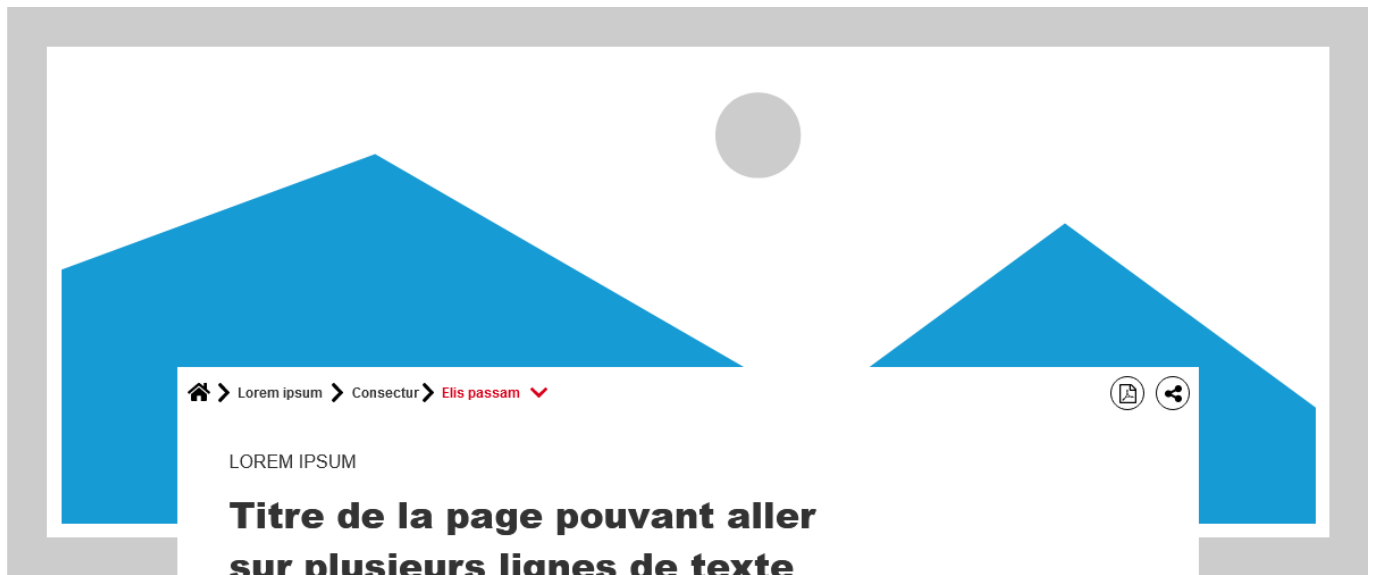 Lorem ipsum Consectur Elis passam
LOREM IPSUM
Titre de la page pouvant aller
sur plusieurs lignes de texte